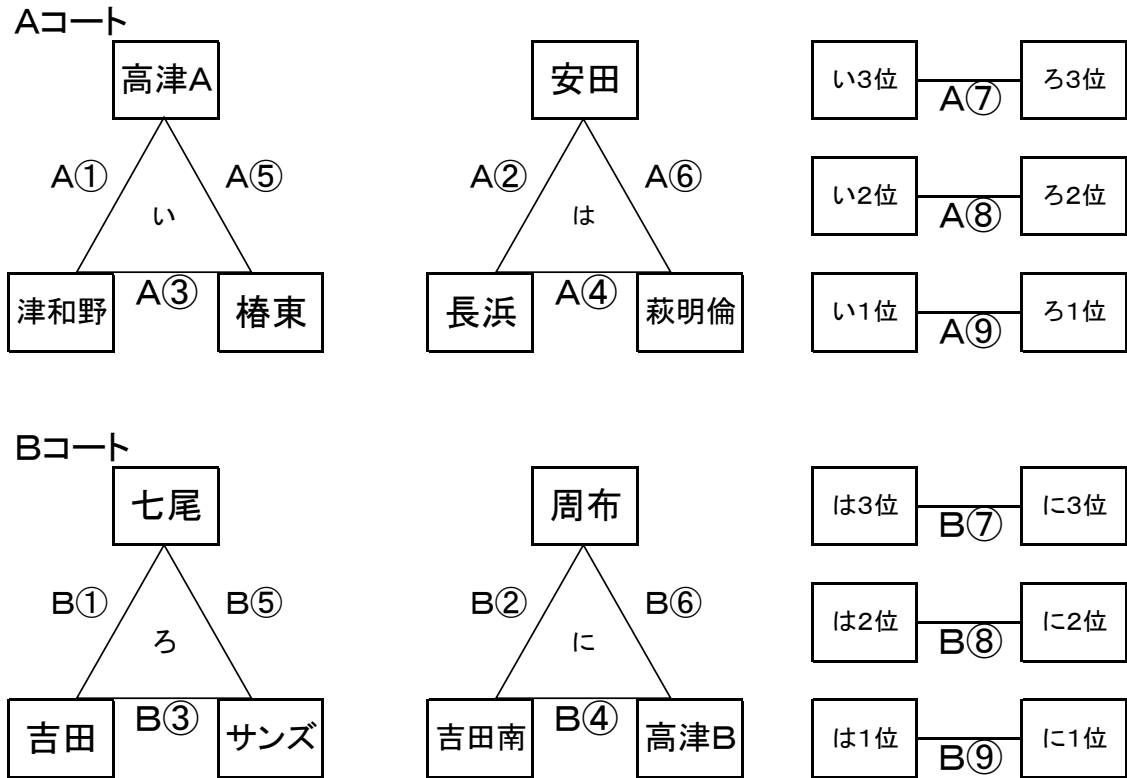 Aコート
高津A
安田
い3位
ろ3位
A⑦
A①
A⑤
A②
A⑥
い
は
い2位
ろ2位
A⑧
津和野
A③
椿東
長浜
A④
萩明倫
い1位
ろ1位
A⑨
Bコート
七尾
周布
は3位
に3位
B⑦
B①
B⑤
B②
B⑥
ろ
に
は2位
に2位
B⑧
吉田
B③
サンズ
吉田南
B④
高津B
は1位
に1位
B⑨